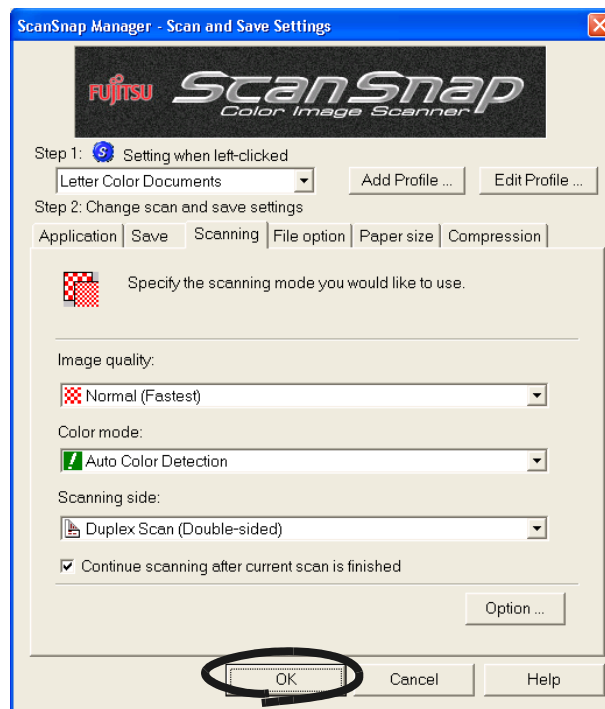 ScanSnap Manager - Scan and Save Settings
FUJITSU ScanSnap
Color Image Scanner
Step 1: S Setting when left-clicked
Letter Color Documents Add Profile ... Edit Profile ...
Step 2: Change scan and save settings
Application Save Scanning File option Paper size Compression
Specify the scanning mode you would like to use.
Image quality:
Normal (Fastest)
Color mode:
Auto Color Detection
Scanning side:
Duplex Scan (Double-sided)
Continue scanning after current scan is finished
Option ...
OK Cancel Help